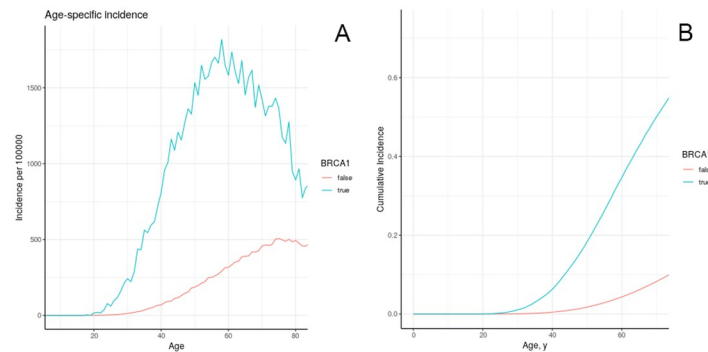 Age-specific incidence
A
Incidence per 100000
1500
1000
500
0
20
40
60
80
Age
BRCA1
false
true
B
Cumulative Incidence
0.6
0.4
0.2
0.0
0
20
40
60
Age, y
BRCA
fal
true